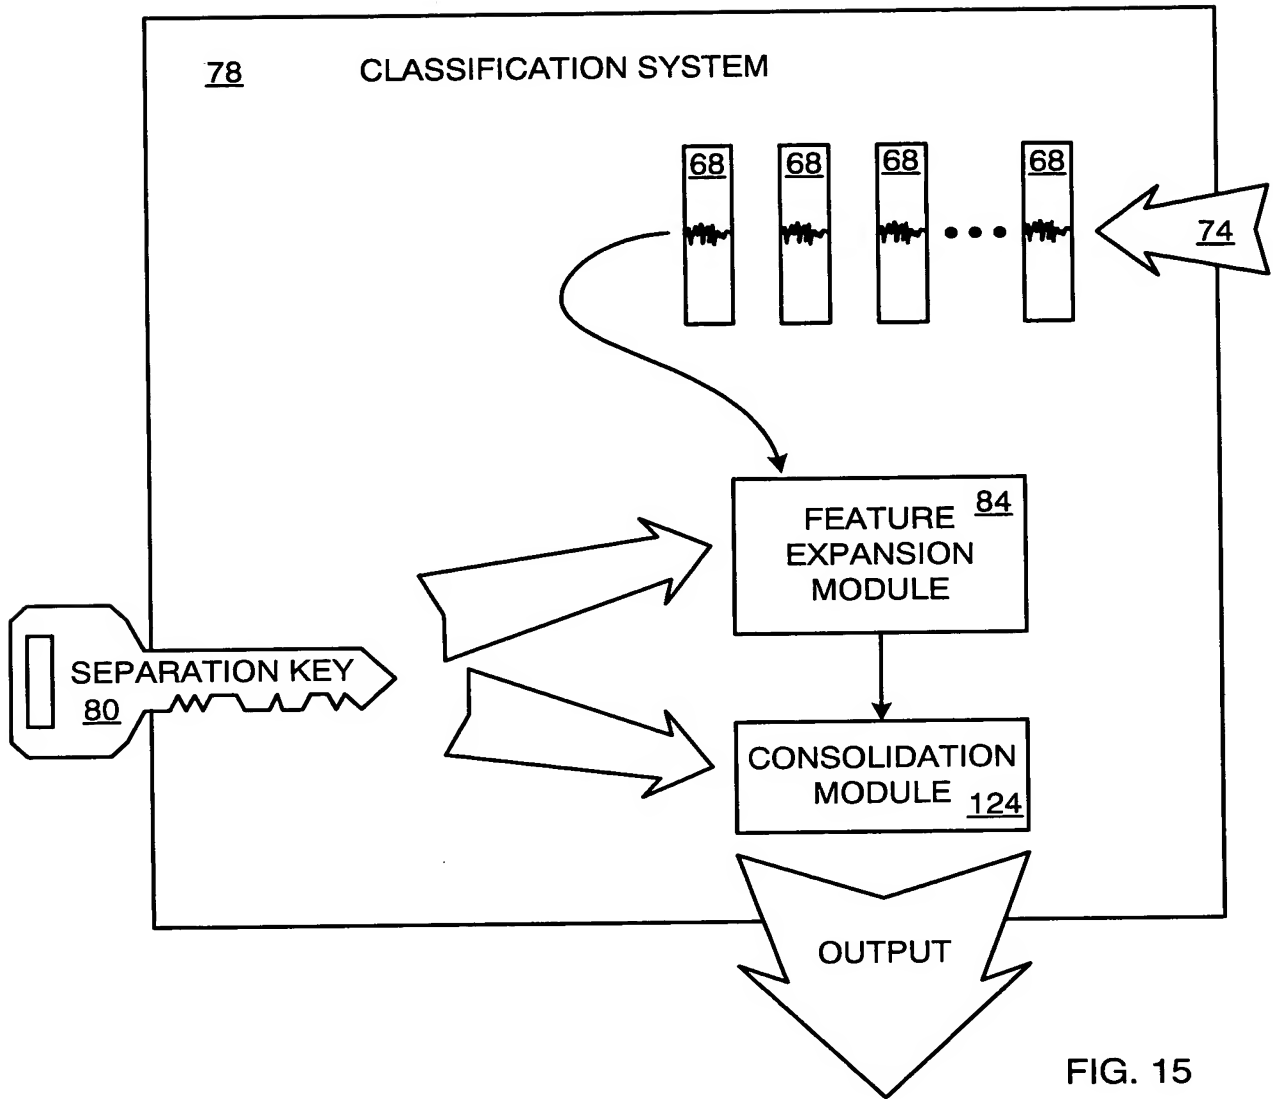 78 CLASSIFICATION SYSTEM
68 68 68 68
74
84
FEATURE
EXPANSION
MODULE
SEPARATION KEY
80
CONSOLIDATION
MODULE 124
OUTPUT
FIG. 15